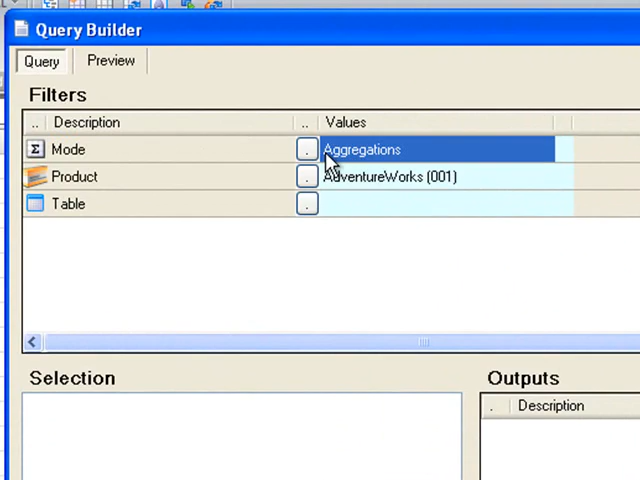 Query Builder
Query Preview
Filters
.. Description .. Values
Σ Mode . Aggregations
Product . AdventureWorks (001)
Table .
Selection
Outputs
. Description